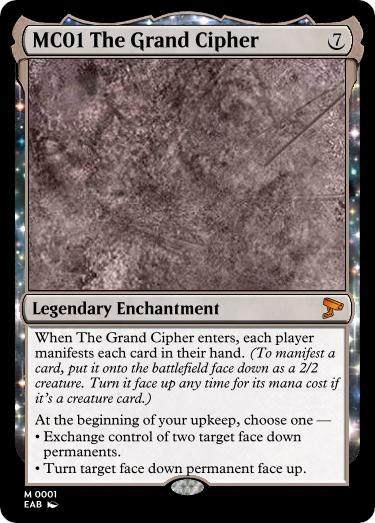 MC01 The Grand Cipher 7
Legendary Enchantment
When The Grand Cipher enters, each player
manifests each card in their hand. (To manifest a
card, put it onto the battlefield face down as a 2/2
creature. Turn it face up any time for its mana cost if
it's a creature card.)
At the beginning of your upkeep, choose one —
• Exchange control of two target face down
permanents.
• Turn target face down permanent face up.
M 0001
EAB